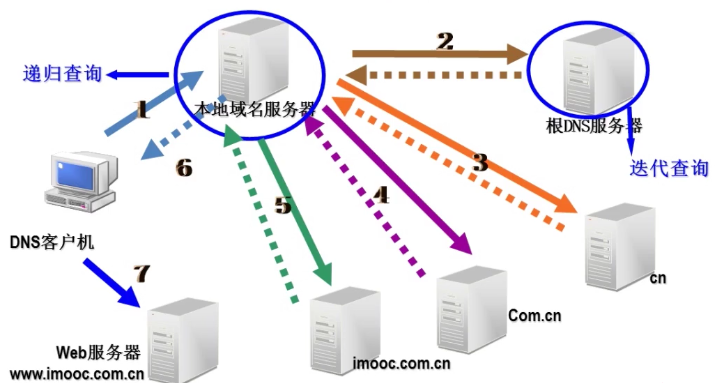 2
递归查询
1
本地域名服务器
根DNS服务器
6
3
迭代查询
5
4
DNS客户机
7
cn
Com.cn
Web服务器
imooc.com.cn
www.imooc.com.cn